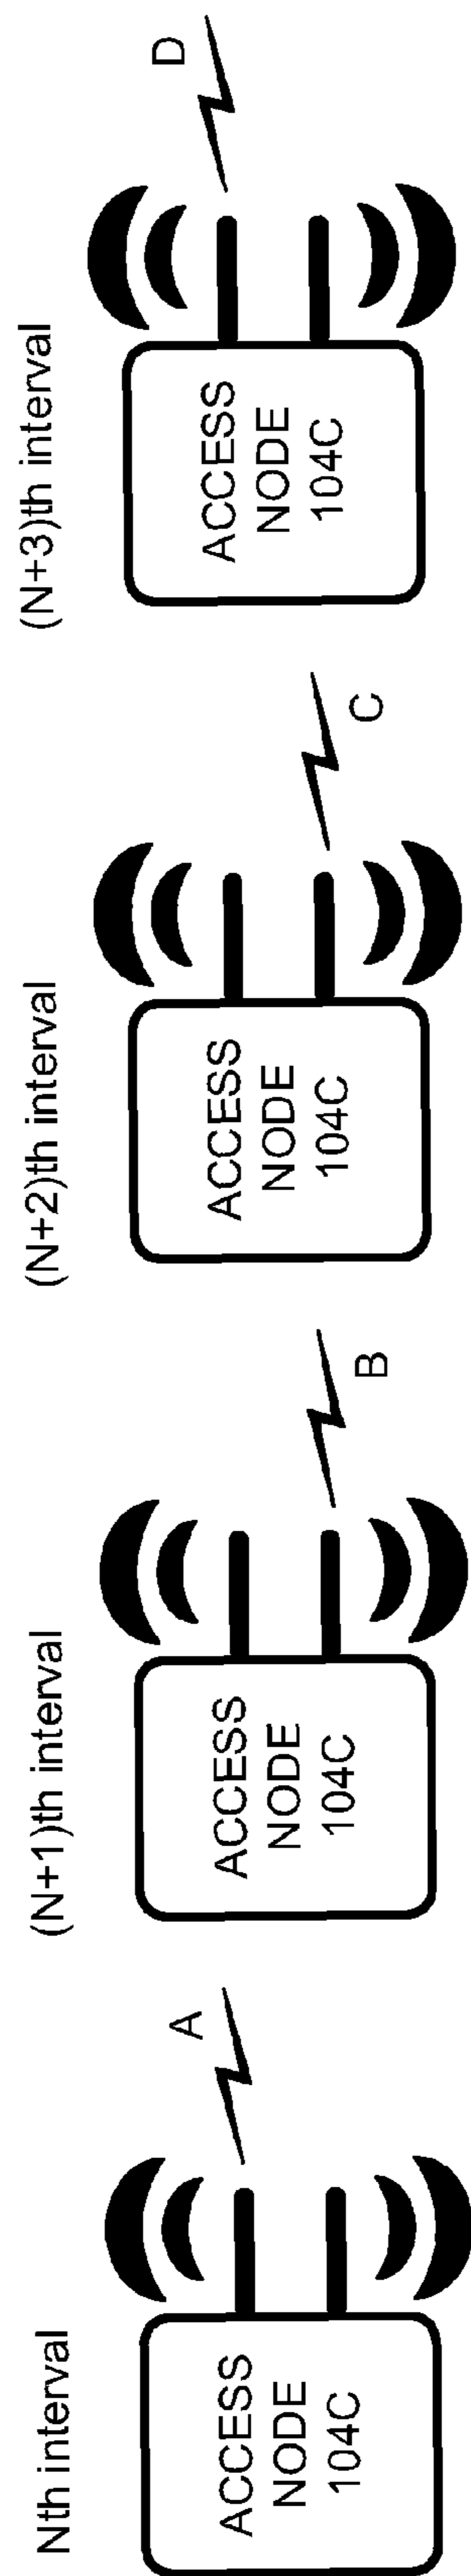 Nth interval
ACCESS
NODE
104C
A
(N+1)th interval
ACCESS
NODE
104C
B
(N+2)th interval
ACCESS
NODE
104C
C
(N+3)th interval
ACCESS
NODE
104C
D